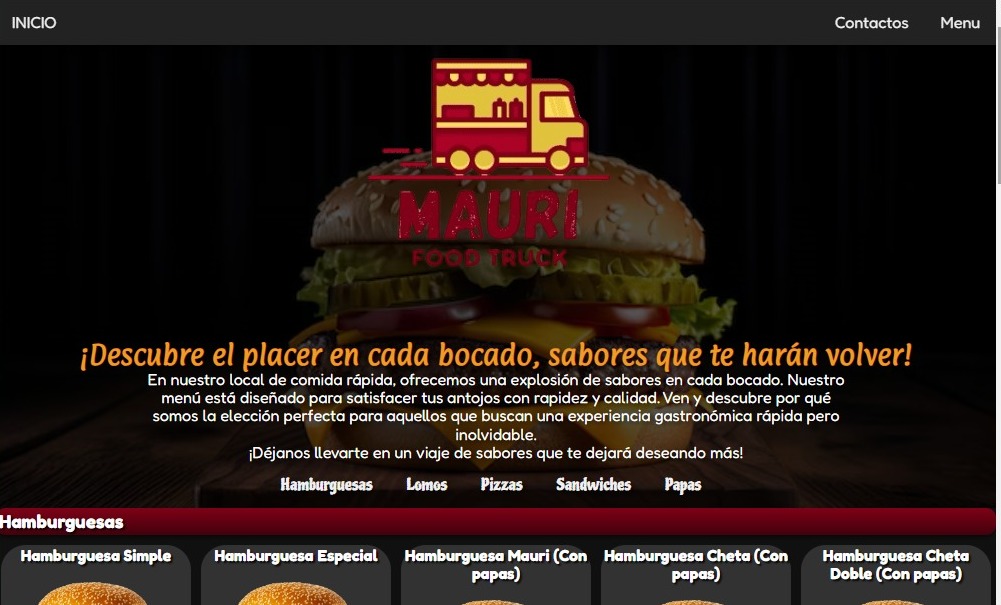 INICIO
Contactos
Menu
MAURI
FOOD TRUCK
¡Descubre el placer en cada bocado, sabores que te harán volver!
En nuestro local de comida rápida, ofrecemos una explosión de sabores en cada bocado. Nuestro
menú está diseñado para satisfacer tus antojos con rapidez y calidad. Ven y descubre por qué
somos la elección perfecta para aquellos que buscan una experiencia gastronómica rápida pero
inolvidable.
¡Déjanos llevarte en un viaje de sabores que te dejará deseando más!
Hamburguesas Lomos Pizzas Sandwiches Papas
Hamburguesas
Hamburguesa Simple
Hamburguesa Especial
Hamburguesa Mauri (Con
papas)
Hamburguesa Cheta (Con
papas)
Hamburguesa Cheta
Doble (Con papas)